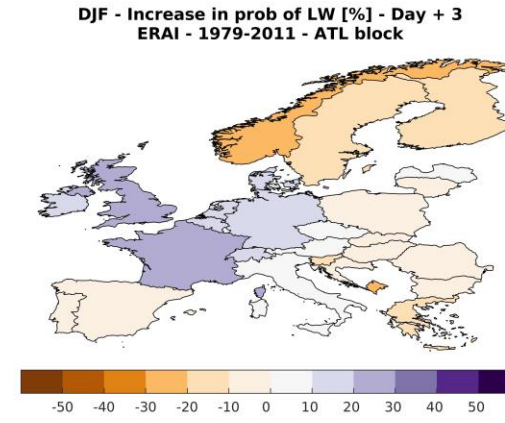 DJF - Increase in prob of LW [%] - Day + 3
ERAI - 1979-2011 - ATL block
-50 -40 -30 -20 -10 0 10 20 30 40 50